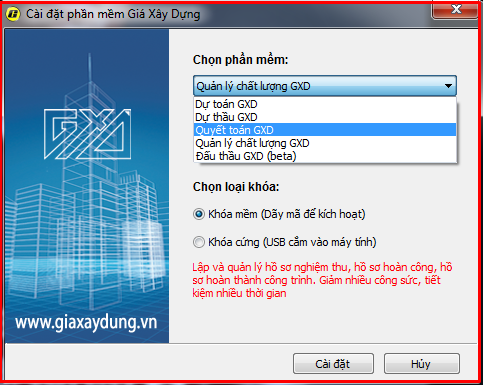 Cài đặt phần mềm Giá Xây Dựng
GXD
www.giaxaydung.vn
Chọn phần mềm:
Quản lý chất lượng GXD
Dự toán GXD
Dự thầu GXD
Quyết toán GXD
Quản lý chất lượng GXD
Đấu thầu GXD (beta)
Chọn loại khóa:
Khóa mềm (Dãy mã để kích hoạt)
Khóa cứng (USB cắm vào máy tính)
Lập và quản lý hồ sơ nghiệm thu, hồ sơ hoàn công, hồ
sơ hoàn thành công trình. Giảm nhiều công sức, tiết
kiệm nhiều thời gian
Cài đặt
Hủy